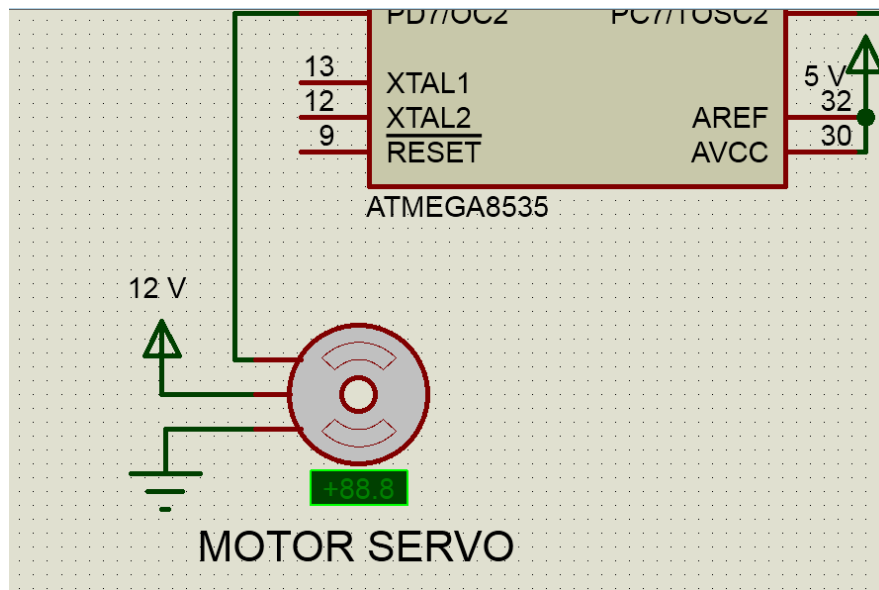 PD7/OC2 PC7/TOSC2
13 XTAL1 5 V
12 XTAL2 AREF 32
9 RESET AVCC 30
ATMEGA8535
12 V
+88.8
MOTOR SERVO